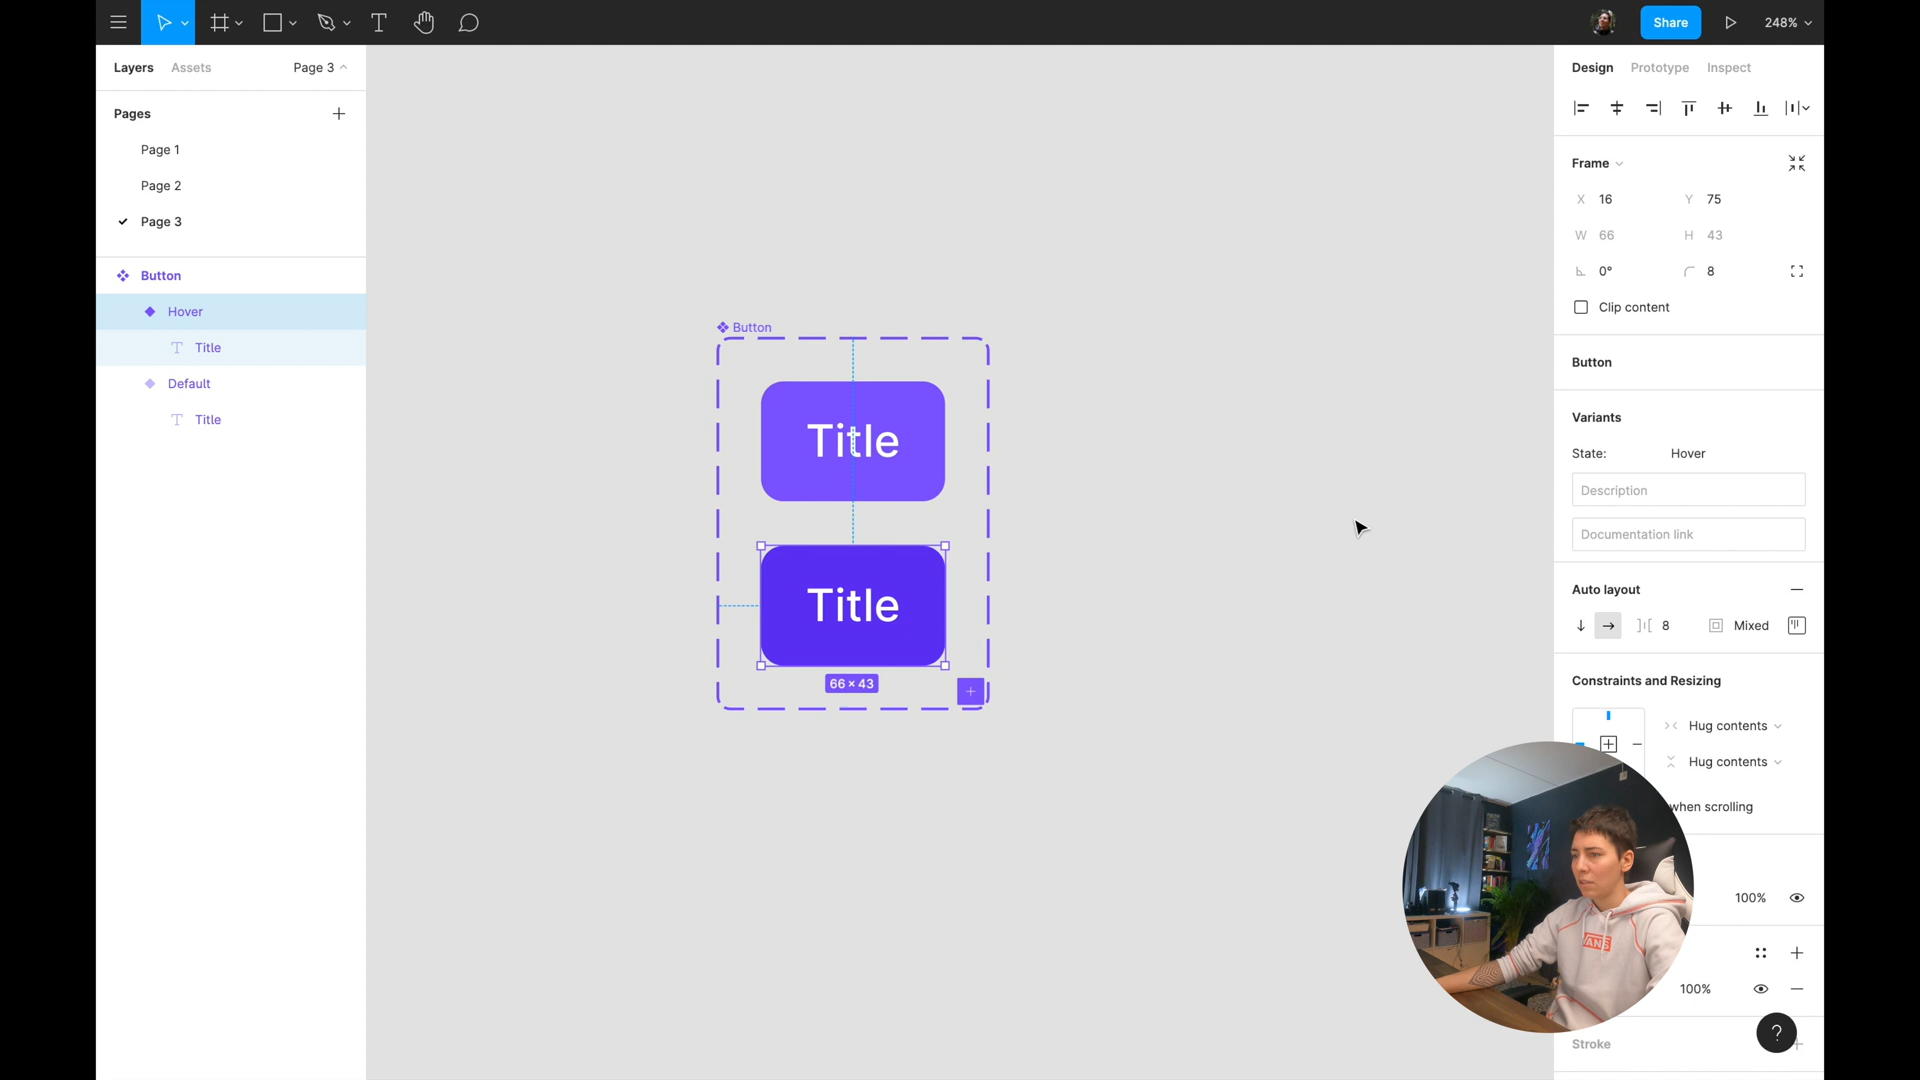 Share
248%
Layers
Assets
Page 3
Pages
Page 1
Page 2
Page 3
Button
Hover
Title
Default
Title
Button
Title
Title
66 × 43
Design
Prototype
Inspect
Frame
X 16
Y 75
W 66
H 43
0°
8
Clip content
Button
Variants
State:
Hover
Description
Documentation link
Auto layout
8
Mixed
Constraints and Resizing
Hug contents
Hug contents
when scrolling
100%
100%
VANS
Stroke
?